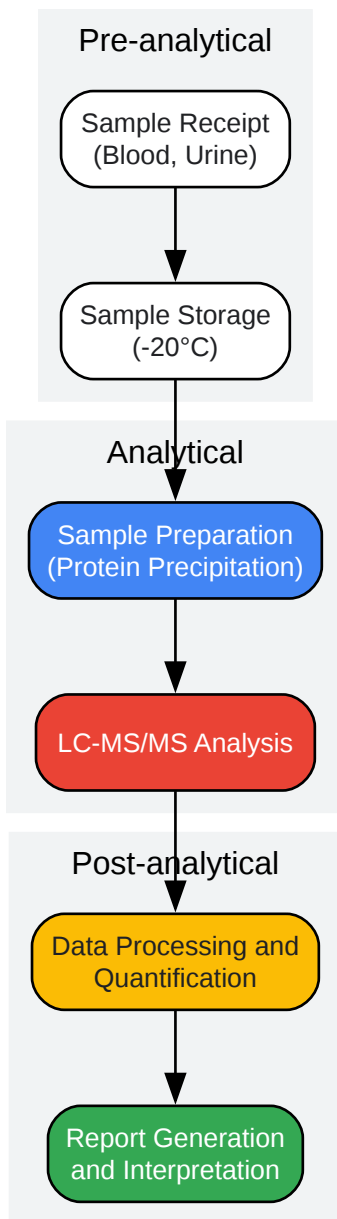 Pre-analytical
Sample Receipt
(Blood, Urine)
Sample Storage
(-20°C)
Analytical
Sample Preparation
(Protein Precipitation)
LC-MS/MS Analysis
Post-analytical
Data Processing and
Quantification
Report Generation
and Interpretation